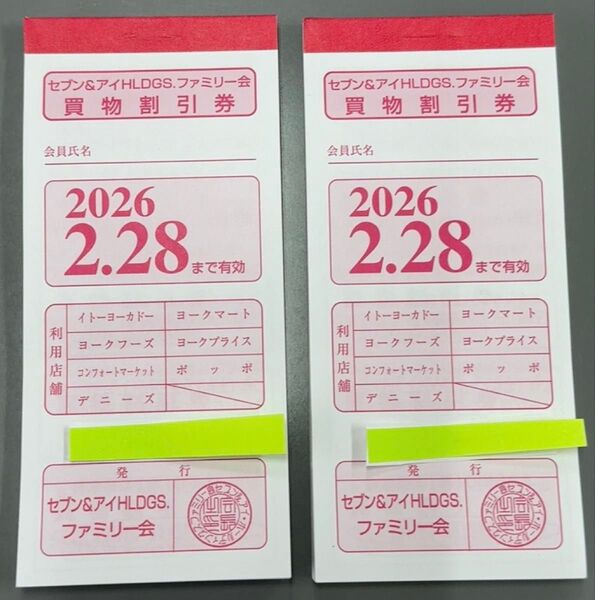 セブン&アイHLDGS.ファミリー会
買物割引券
会員氏名
2026
2.28まで有効
利用店舗
イトーヨーカドー ヨークマート
ヨークフーズ ヨークプライス
コンフォートマーケット ポッポ
デニーズ
発行
セブン&アイHLDGS.
ファミリー会
セブン&アイHLDGS.ファミリー会
買物割引券
会員氏名
2026
2.28まで有効
利用店舗
イトーヨーカドー ヨークマート
ヨークフーズ ヨークプライス
コンフォートマーケット ポッポ
デニーズ
発行
セブン&アイHLDGS.
ファミリー会